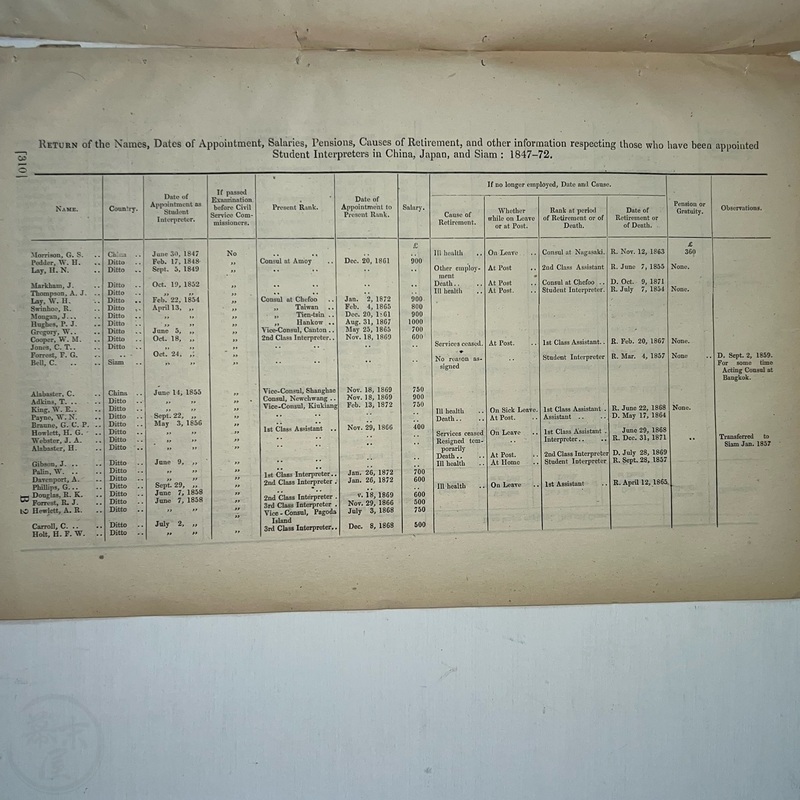 RETURN of the Names, Dates of Appointment, Salaries, Pensions, Causes of Retirement, and other information respecting those who have been appointed
Student Interpreters in China, Japan, and Siam : 1847-72.
[310]
NAME. Country. Date of Appointment as Student Interpreter. If passed Examination before Civil Service Commissioners. Present Rank. Date of Appointment to Present Rank. Salary. If no longer employed, Date and Cause. Pension or Gratuity. Observations.
Cause of Retirement. Whether while on Leave or at Post. Rank at period of Retirement or of Death. Date of Retirement or of Death.
£ £
Morrison, G. S. .. China .. June 30, 1847 No .. .. .. Ill health .. On Leave .. Consul at Nagasaki. R. Nov. 12, 1863 360
Pedder, W. H. .. Ditto .. Feb. 17, 1848 ,, Consul at Amoy .. Dec. 20, 1861 900
Lay, H. N. .. Ditto .. Sept. 5, 1849 ,, .. .. .. Other employment At Post .. 2nd Class Assistant R. June 7, 1855 None.
Markham, J. .. Ditto .. Oct. 19, 1852 ,, .. .. .. Death.. .. At Post .. Consul at Chefoo .. D. Oct. 9, 1871
Thompson, A. J. .. Ditto .. ,, ,, ,, .. .. .. Ill health .. At Post. .. Student Interpreter. R. July 7, 1854 None.
Lay, W. H. .. Ditto .. Feb. 22, 1854 ,, Consul at Chefoo .. Jan. 2, 1872 900
Swinhoe, R. .. Ditto .. April 13, ,, ,, ,, Taiwan .. Feb. 4, 1865 800
Mongan, J. .. .. Ditto .. ,, ,, ,, ,, Tien-tsin .. Dec. 20, 1861 900
Hughes, P. J. .. Ditto .. ,, ,, ,, ,, Hankow .. Aug. 31, 1867 1000
Gregory, W. .. .. Ditto .. June 5, ,, ,, Vice-Consul, Canton .. May 25, 1865 700
Cooper, W. M. .. Ditto .. Oct. 18, ,, ,, 2nd Class Interpreter.. Nov. 18, 1869 600
Jones, C. T. .. .. Ditto .. ,, ,, ,, .. .. .. Services ceased. At Post. .. 1st Class Assistant. . R. Feb. 20, 1867 None.
Forrest, F. G. .. Oct. 24, ,, ,,
Bell, C. .. .. Siam .. ,, ,, ,, .. .. .. No reason assigned .. Student Interpreter R. Mar. 4, 1857 None .. D. Sept. 2, 1859. For some time Acting Consul at Bangkok.
Alabaster, C. .. China .. June 14, 1855 ,, Vice-Consul, Shanghae Nov. 18, 1869 750
Adkins, T. .. .. Ditto .. ,, ,, ,, Consul, Newchwang .. Nov. 18, 1869 900
King, W. E. .. .. Ditto .. ,, ,, ,, Vice-Consul, Kiukiang Feb. 13, 1872 750
Payne, W. N. .. Ditto .. Sept. 22, ,, ,, .. .. .. Ill health .. On Sick Leave. 1st Class Assistant . R. June 22, 1868 None.
Braune, G. C. P. .. Ditto .. May 3, 1856 ,, .. .. .. Death .. .. At Post. .. Assistant .. .. D. May 17, 1864
Howlett, H. G. .. Ditto .. ,, ,, ,, 1st Class Assistant .. Nov. 29, 1866 400
Webster, J. A. .. Ditto .. ,, ,, ,, .. .. .. Services ceased On Leave .. 1st Class Assistant . June 29, 1868
Alabaster, H. .. Ditto .. ,, ,, ,, .. .. .. Resigned temporarily .. Interpreter.. .. R. Dec. 31, 1871 .. Transferred to Siam Jan. 1857
Gibson, J. .. .. Ditto .. June 9, ,, ,, .. .. .. Death .. .. At Post. .. 2nd Class Interpreter D. July 28, 1869
Palin, W. .. .. Ditto .. ,, ,, ,, .. .. .. Ill health .. At Home .. Student Interpreter R. Sept. 28, 1857
Davenport, A. Ditto .. ,, ,, ,, 1st Class Interpreter.. Jan. 26, 1872 700
Phillips, G. .. .. Ditto .. Sept. 29, ,, ,, 2nd Class Interpreter . Jan. 26, 1872 600
Douglas, R. K. .. Ditto .. June 7, 1858 ,, .. .. .. Ill health .. On Leave .. 1st Assistant .. R. April 12, 1865.
Forrest, R. J. .. Ditto .. June 7, 1858 ,, 2nd Class Interpreter . v. 18, 1869 600
Hewlett, A. R. .. Ditto .. ,, ,, ,, 3rd Class Interpreter . Nov. 29, 1866 500
Vice - Consul, Pagoda Island July 3, 1868 750
Carroll, C. .. .. Ditto .. July 2, ,, 3rd Class Interpreter.. Dec. 8, 1868 500
Holt, H. F. W. .. Ditto .. ,, ,,
B 2
幕末屋